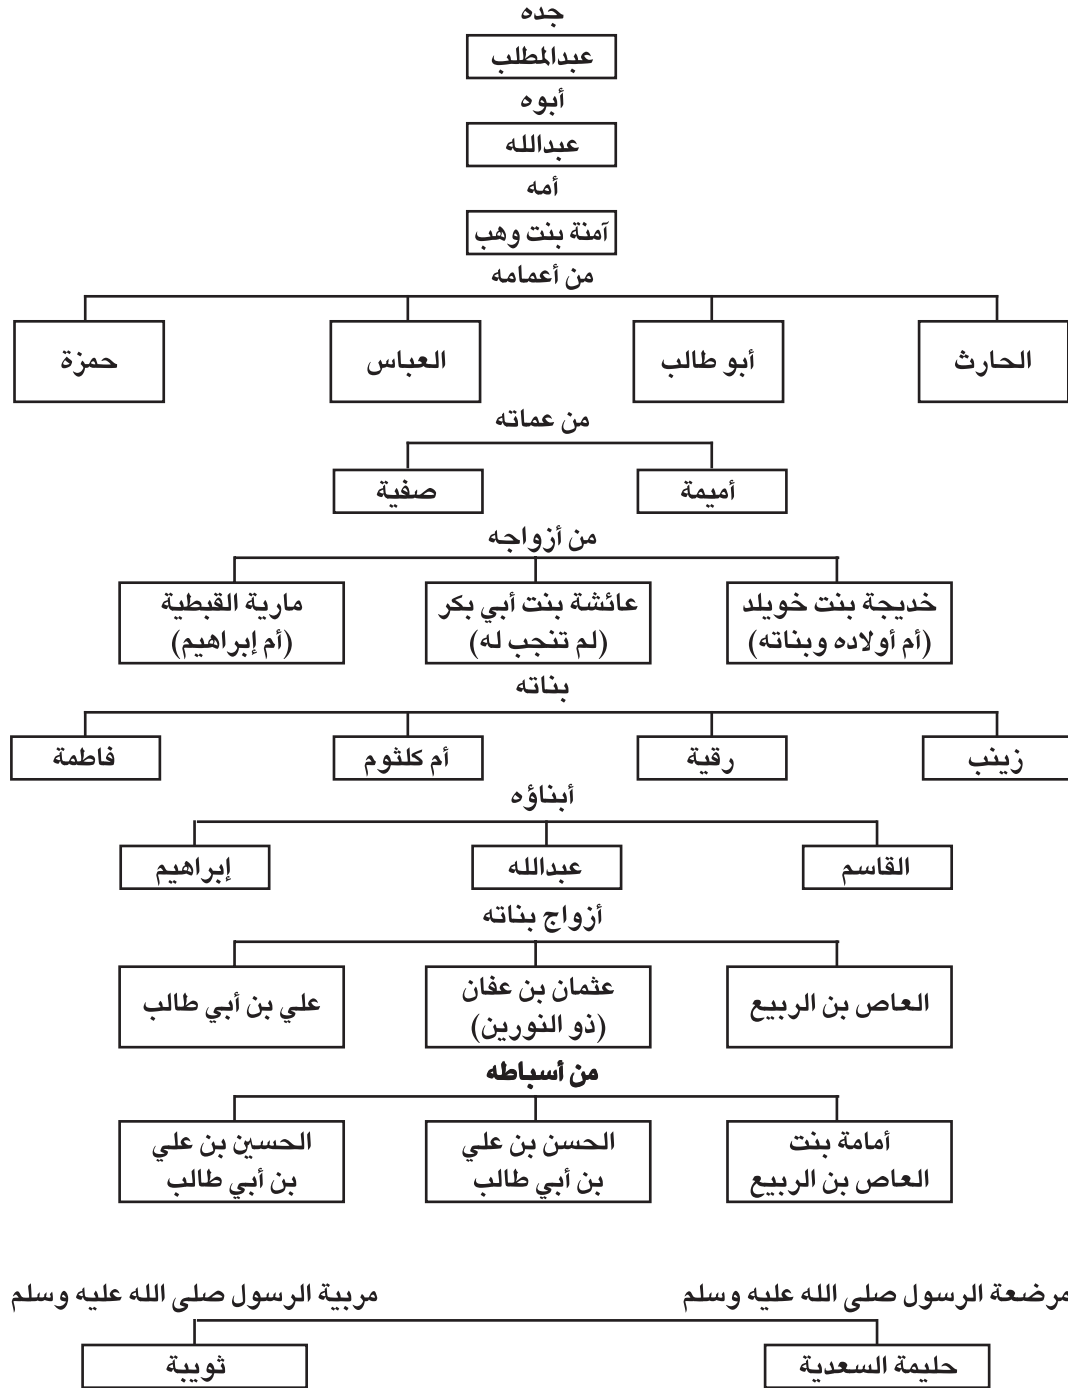 جده
عبدالمطلب
أبوه
عبدالله
أمه
آمنة بنت وهب
من أعمامه
الحارث
أبو طالب
العباس
حمزة
من عماته
أميمة
صفية
من أزواجه
خديجة بنت خويلد
(أم أولاده وبناته)
عائشة بنت أبي بكر
(لم تنجب له)
مارية القبطية
(أم إبراهيم)
بناته
زينب
رقية
أم كلثوم
فاطمة
أبناؤه
القاسم
عبدالله
إبراهيم
أزواج بناته
العاص بن الربيع
عثمان بن عفان
(ذو النورين)
علي بن أبي طالب
من أسباطه
أمامة بنت
العاص بن الربيع
الحسن بن علي
بن أبي طالب
الحسين بن علي
بن أبي طالب
مرضعة الرسول صلى الله عليه وسلم
حليمة السعدية
مربية الرسول صلى الله عليه وسلم
ثويبة